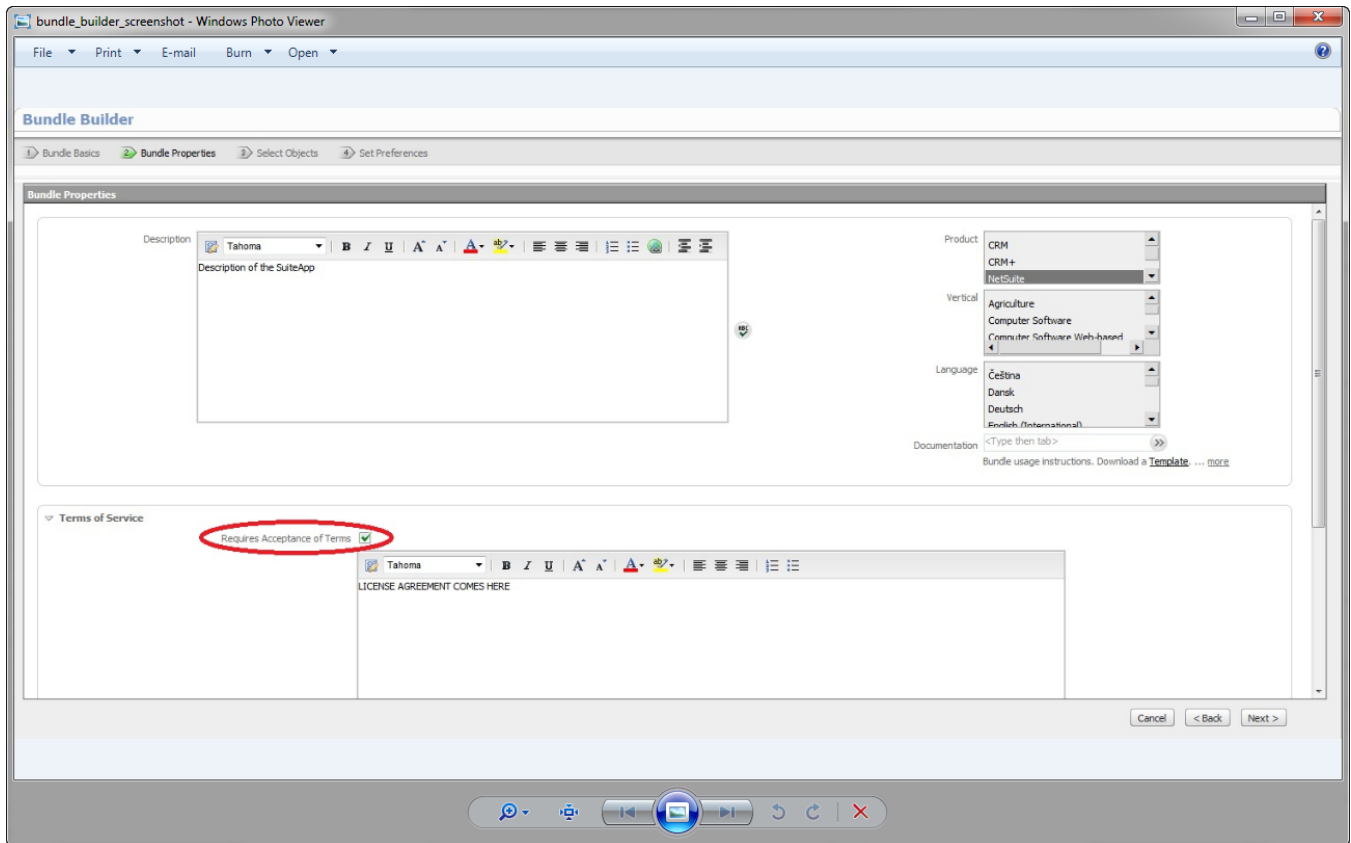 bundle_builder_screenshot - Windows Photo Viewer
File Print E-mail Burn Open
Bundle Builder
1 Bundle Basics 2 Bundle Properties 3 Select Objects 4 Set Preferences
Bundle Properties
Description
Tahoma B I U A A A ab
Description of the SuiteApp
ABC
Product
CRM
CRM+
NetSuite
Vertical
Agriculture
Computer Software
Computer Software Web-based
Language
Čeština
Dansk
Deutsch
English (International)
Documentation <Type then tab>
Bundle usage instructions. Download a Template. ... more
Terms of Service
Requires Acceptance of Terms
Tahoma B I U A A A ab
LICENSE AGREEMENT COMES HERE
Cancel < Back Next >